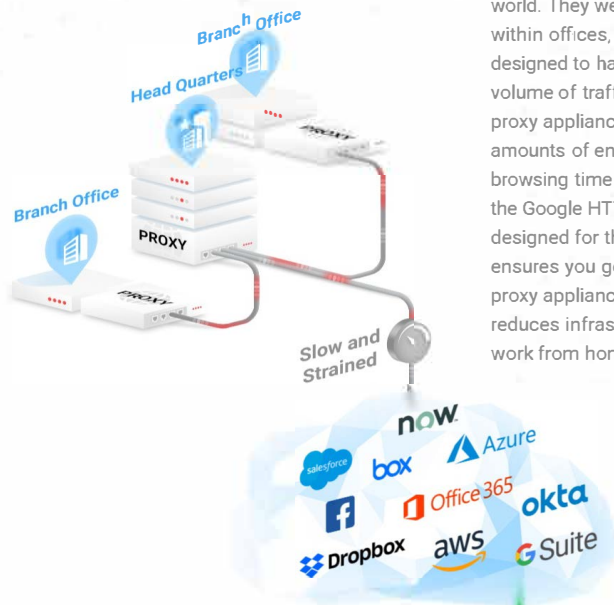 Branch Office
Head Quarters
PROXY
Branch Office
PROXY
PROXY
Slow and
Strained
now
salesforce
box
Azure
Office 365
okta
Dropbox
aws
G Suite
world. They we
within offices,
designed to ha
volume of traff
proxy applianc
amounts of en
browsing time
the Google HT
designed for th
ensures you ge
proxy applianc
reduces infras
work from hon